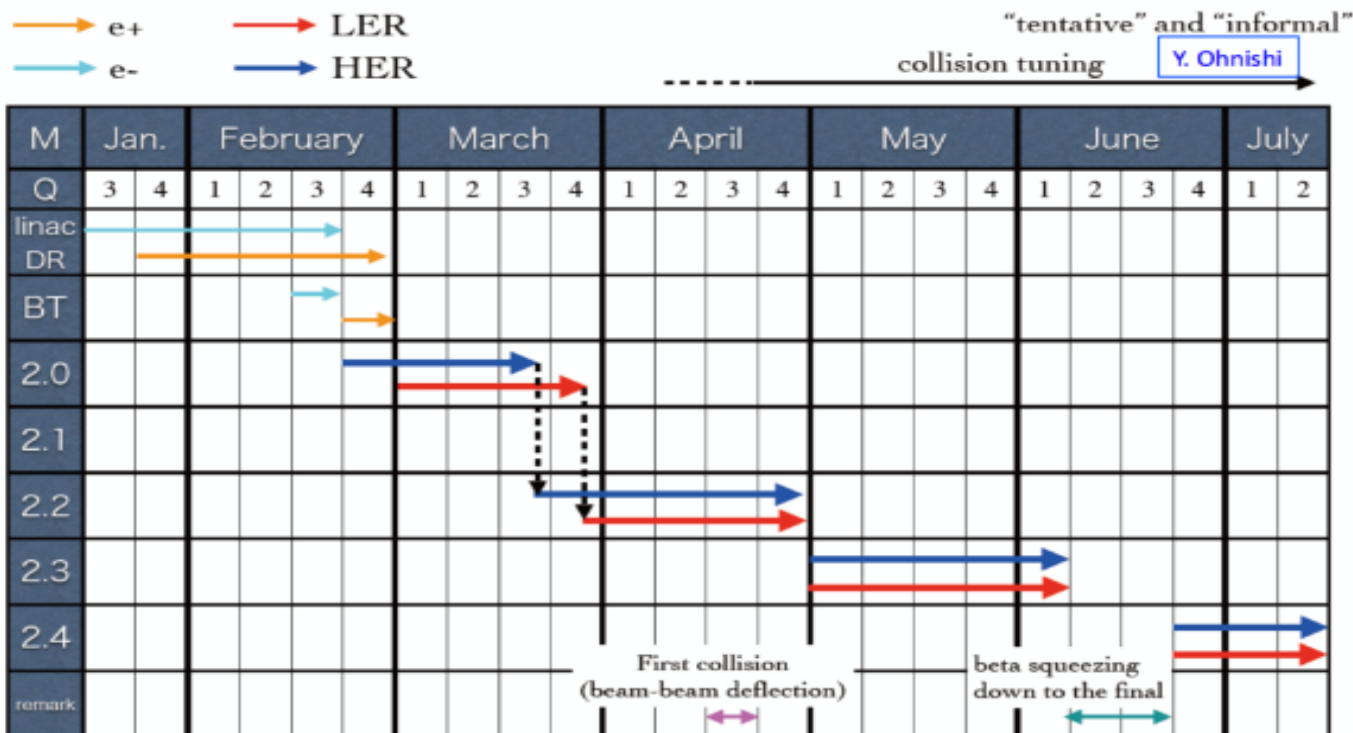 e+ LER "tentative" and "informal"
e- HER collision tuning Y. Ohnishi
M Jan. February March April May June July
Q 3 4 1 2 3 4 1 2 3 4 1 2 3 4 1 2 3 4 1 2 3 4 1 2
linac
DR
BT
2.0
2.1
2.2
2.3
2.4
First collision
(beam-beam deflection)
beta squeezing
down to the final
remark